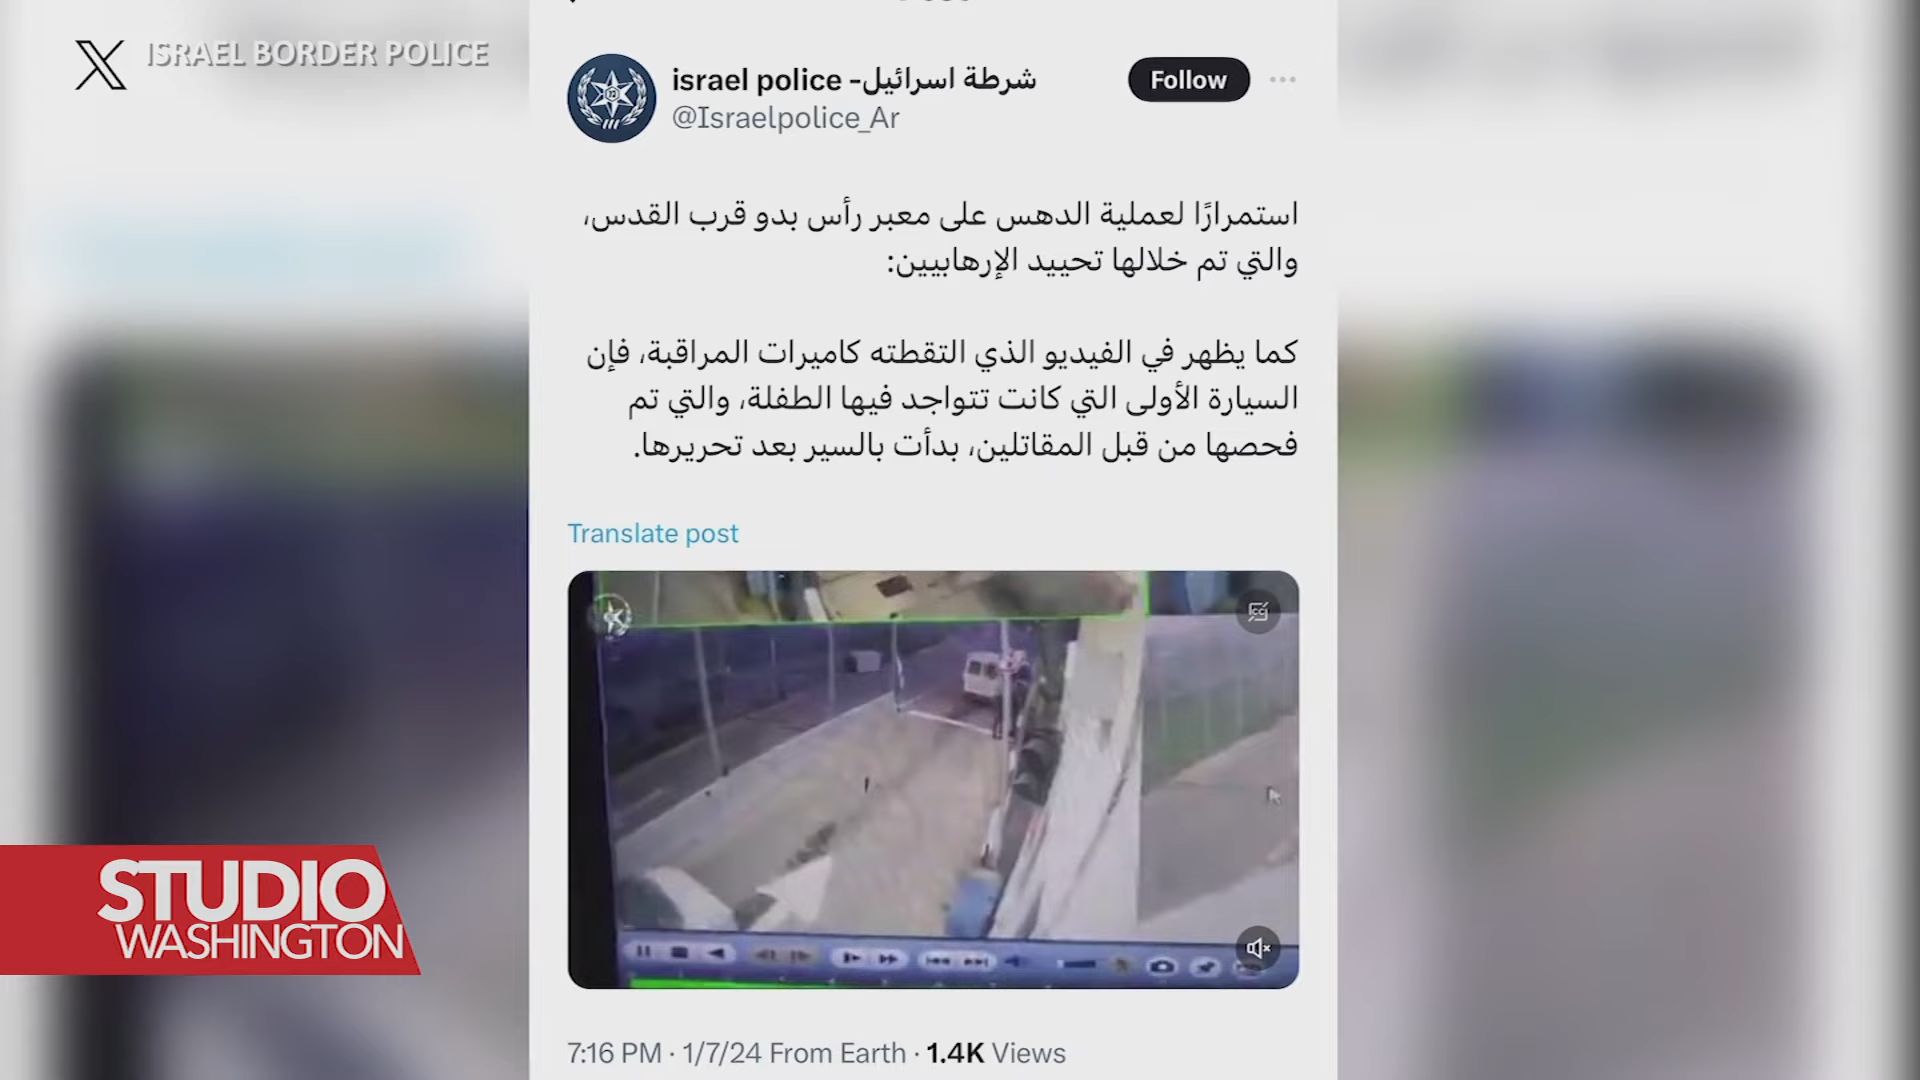 ISRAEL BORDER POLICE
israel police -شرطة اسرائيل
@Israelpolice_Ar
Follow
استمرارًا لعملية الدهس على معبر رأس بدو قرب القدس،
والتي تم خلالها تحييد الإرهابيين:
كما يظهر في الفيديو الذي التقطته كاميرات المراقبة، فإن
السيارة الأولى التي كانت تتواجد فيها الطفلة، والتي تم
فحصها من قبل المقاتلين، بدأت بالسير بعد تحريرها.
Translate post
STUDIO
WASHINGTON
7:16 PM · 1/7/24 From Earth · 1.4K Views